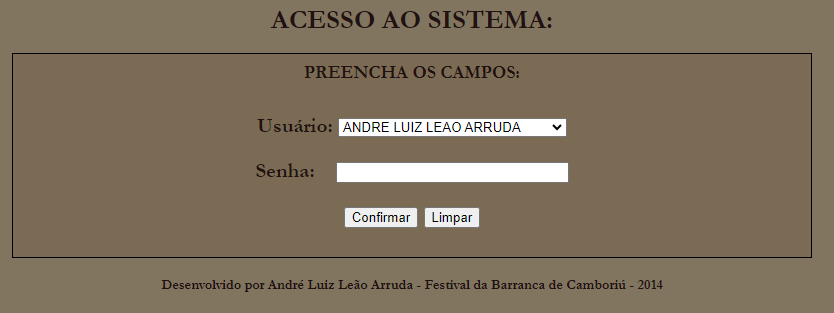 ACESSO AO SISTEMA:
PREENCHA OS CAMPOS:
Usuário: ANDRE LUIZ LEAO ARRUDA
Senha:
Confirmar Limpar
Desenvolvido por André Luiz Leão Arruda - Festival da Barranca de Camboriú - 2014